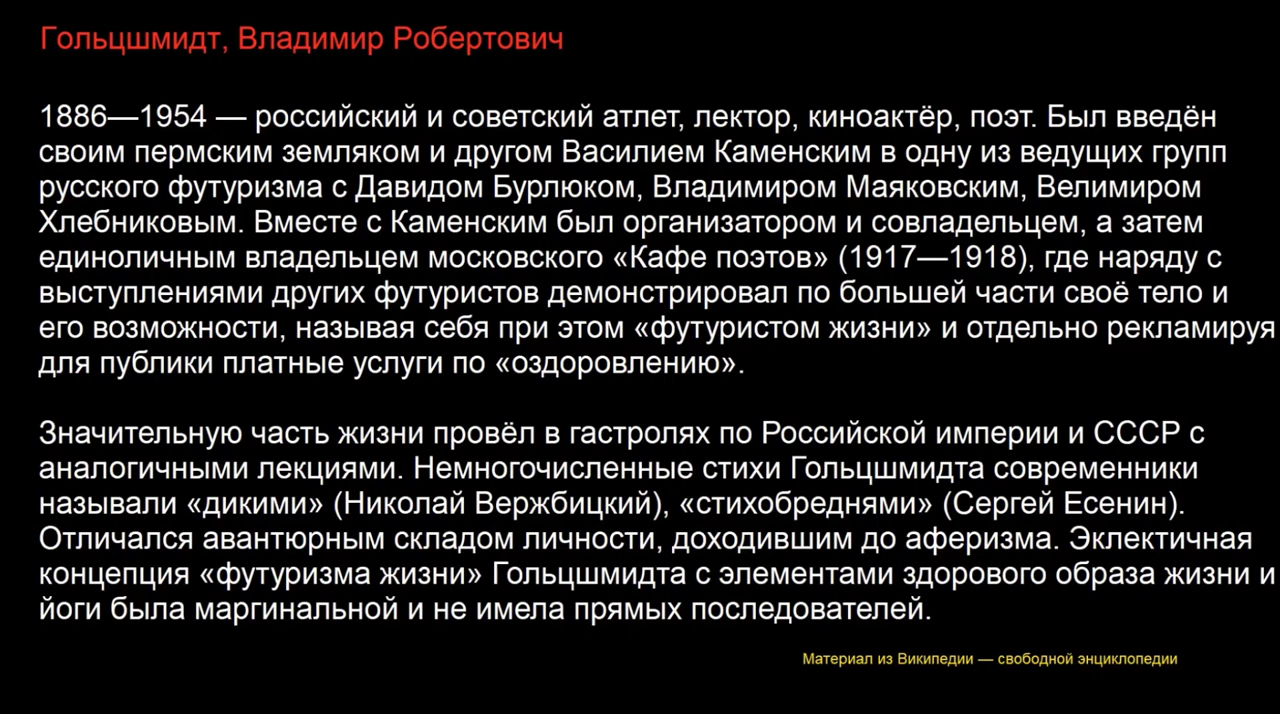 Гольцшмидт, Владимир Робертович
1886—1954 — российский и советский атлет, лектор, киноактёр, поэт. Был введён
своим пермским земляком и другом Василием Каменским в одну из ведущих групп
русского футуризма с Давидом Бурлюком, Владимиром Маяковским, Велимиром
Хлебниковым. Вместе с Каменским был организатором и совладельцем, а затем
единоличным владельцем московского «Кафе поэтов» (1917—1918), где наряду с
выступлениями других футуристов демонстрировал по большей части своё тело и
его возможности, называя себя при этом «футуристом жизни» и отдельно рекламируя
для публики платные услуги по «оздоровлению».
Значительную часть жизни провёл в гастролях по Российской империи и СССР с
аналогичными лекциями. Немногочисленные стихи Гольцшмидта современники
называли «дикими» (Николай Вержбицкий), «стихобреднями» (Сергей Есенин).
Отличался авантюрным складом личности, доходившим до аферизма. Эклектичная
концепция «футуризма жизни» Гольцшмидта с элементами здорового образа жизни и
йоги была маргинальной и не имела прямых последователей.
Материал из Википедии — свободной энциклопедии